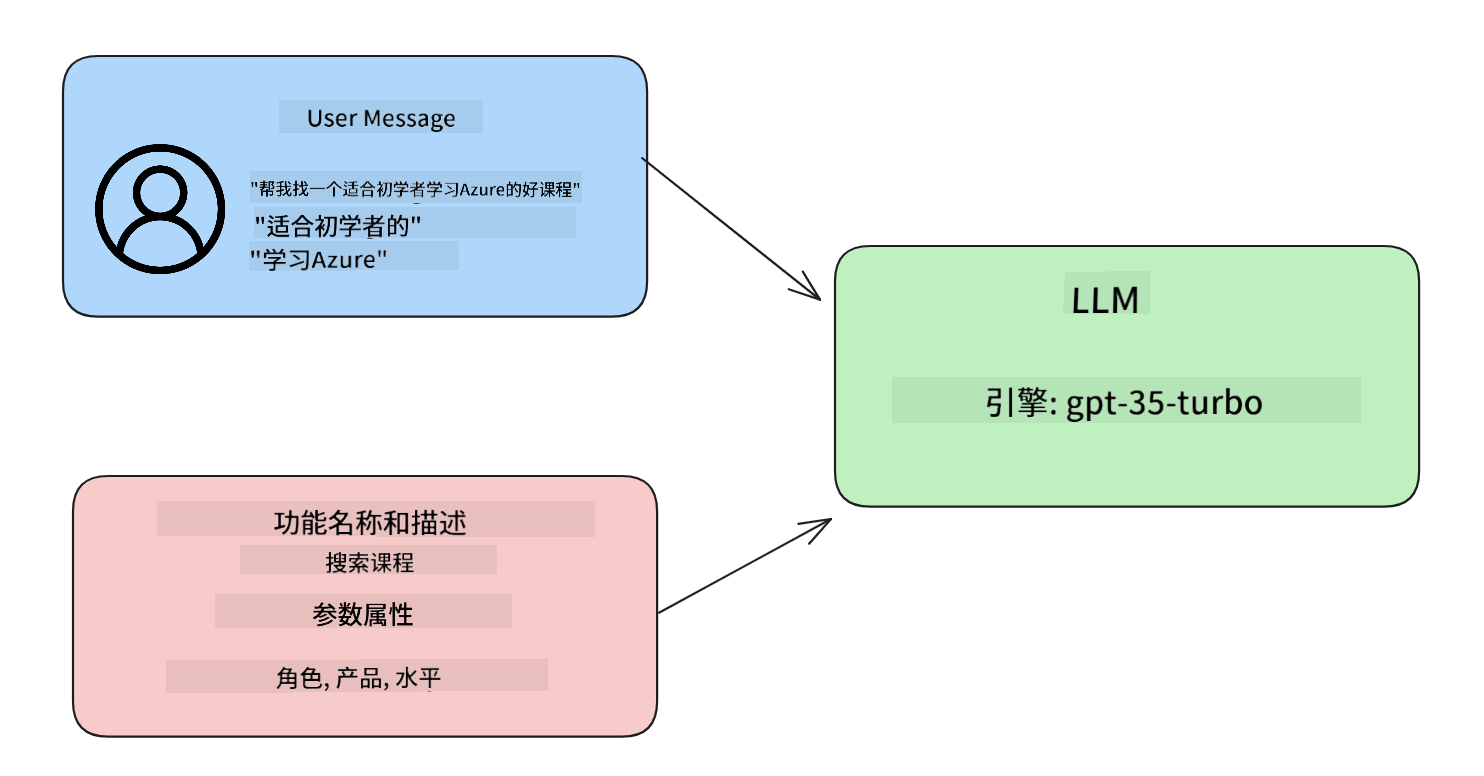 User Message
"帮我找一个适合初学者学习Azure的好课程"
"适合初学者的"
"学习Azure"
LLM
引擎: gpt-35-turbo
功能名称和描述
搜索课程
参数属性
角色, 产品, 水平